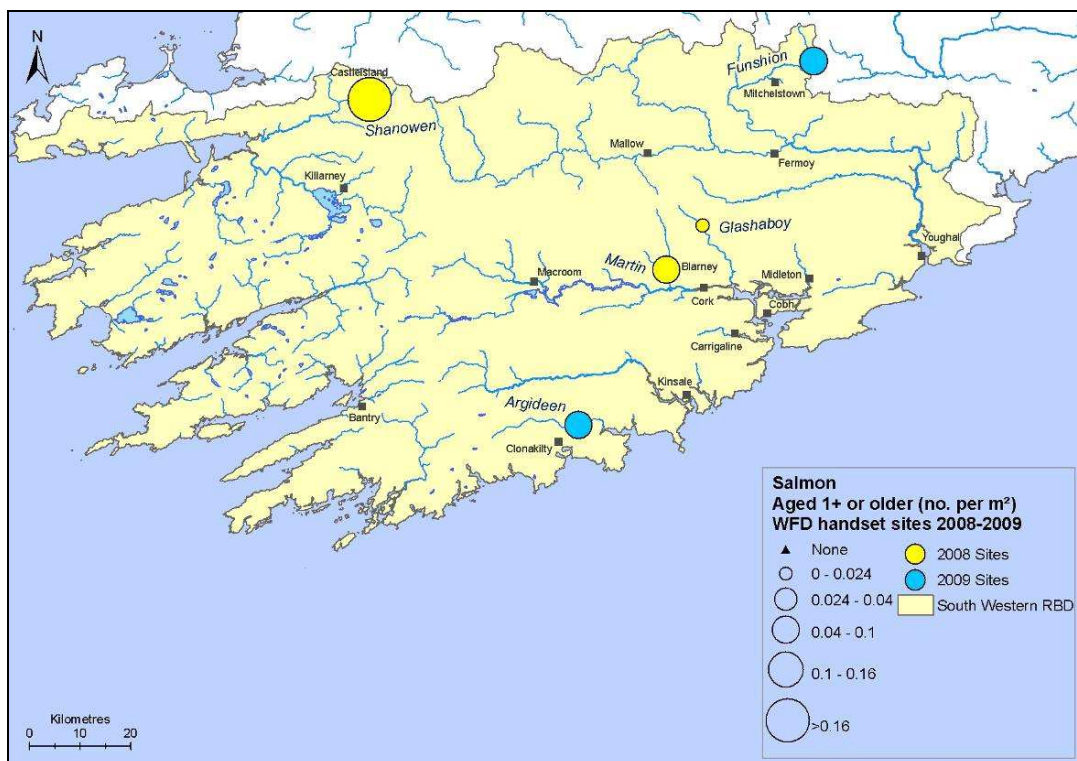 N
Castleisland
Funshion
Mitchelstown
Shanowen
Mallow
Fermoy
Killarney
Glashaboy
Youghal
Martin
Blarney
Macroom
Midleton
Cork
Cobh
Carrigaline
Kinsale
Argideen
Bantry
Clonakilty
Salmon
Aged 1+ or older (no. per m²)
WFD handset sites 2008-2009
None
0 - 0.024
0.024 - 0.04
0.04 - 0.1
0.1 - 0.16
>0.16
2008 Sites
2009 Sites
South Western RBD
Kilometres
0 10 20